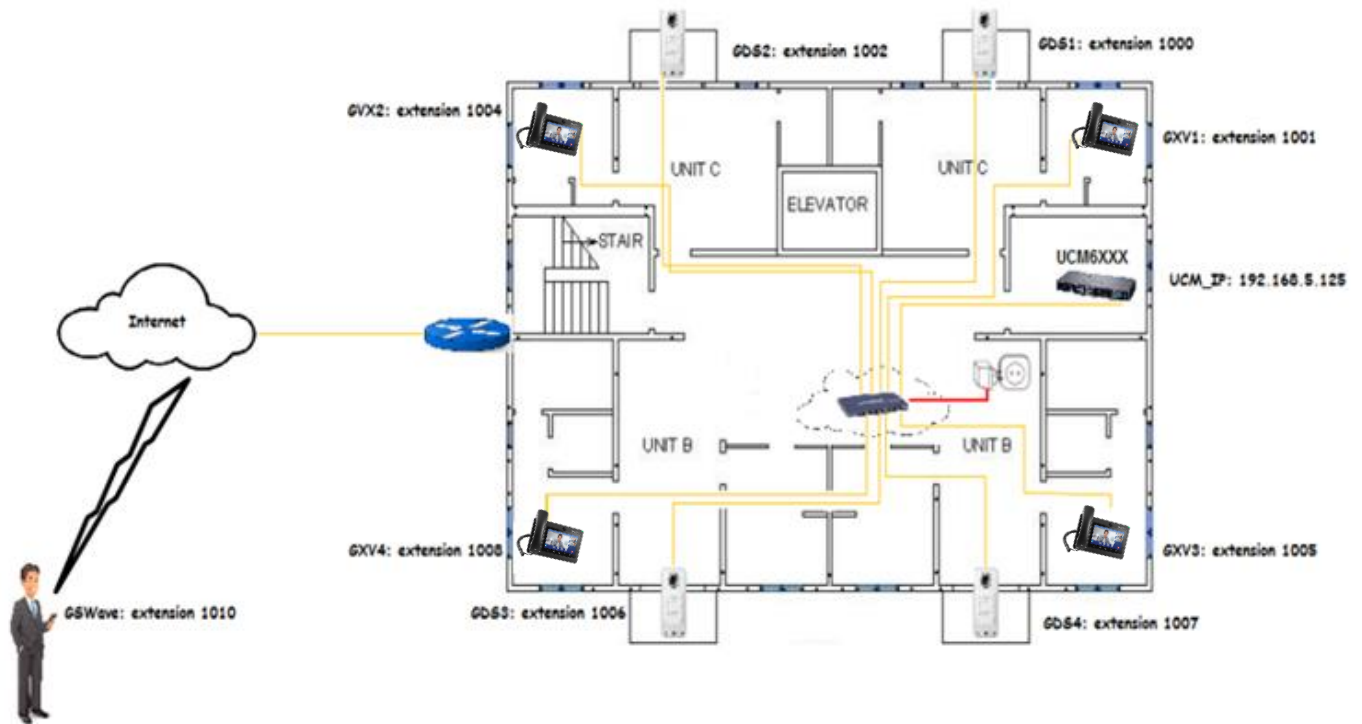 GDS2: extension 1002
GDS1: extension 1000
GVX2: extension 1004
GXV1: extension 1001
UNIT C
UNIT C
ELEVATOR
STAIR
UCM6XXX
UCM_IP: 192.168.5.125
Internet
UNIT B
UNIT B
GXV4: extension 1008
GXV3: extension 1005
GSWave: extension 1010
GDS3: extension 1006
GDS4: extension 1007